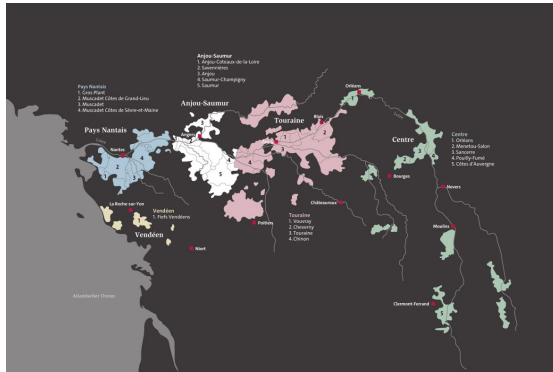 Anjou-Saumur
1. Anjou-Coteaux-de-la-Loire
2. Savennières
3. Anjou
4. Saumur-Champigny
5. Saumur
Pays Nantais
1. Gros Plant
2. Muscadet Côtes de Grand-Lieu
3. Muscadet
4. Muscadet Côtes de Sèvre-et-Maine
Orléans
1
Anjou-Saumur
Touraine
Blois
Pays Nantais
Angers
Centre
Nantes
Centre
1. Orléans
2. Menetou-Salon
3. Sancerre
4. Pouilly-Fumé
5. Côtes d'Auvergne
Bourges
Nevers
La Roche-sur-Yon
Vendéen
1. Fiefs Vendéens
Vendéen
Châteauroux
Poitiers
Touraine
1. Vouvray
2. Cheverny
3. Touraine
4. Chinon
Moulins
Niort
Atlantischer Ozean
Clermont-Ferrand
5